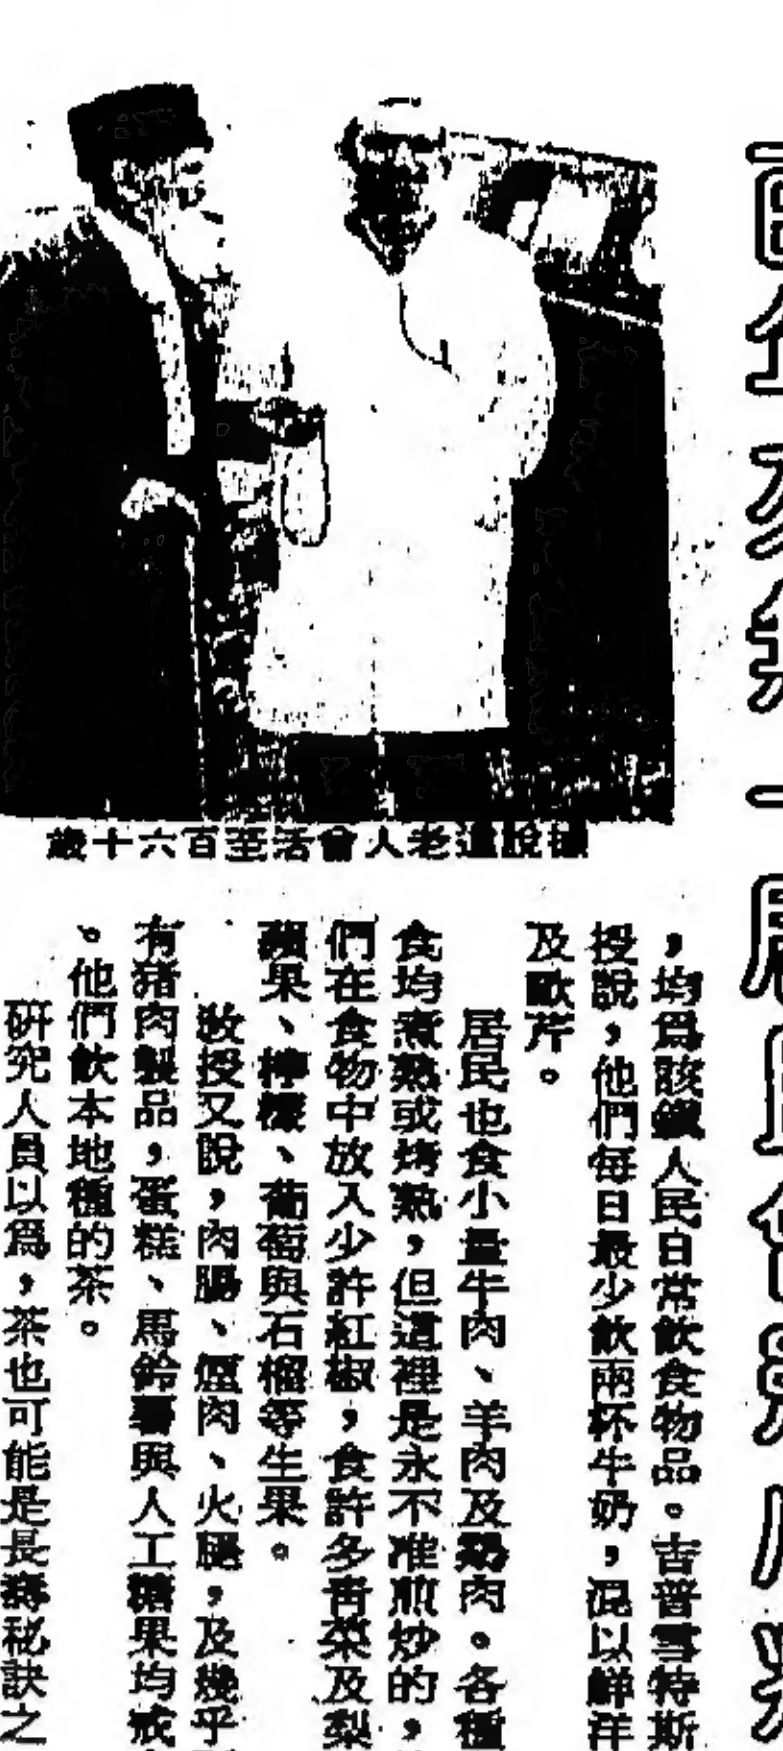 據說這老人會活至百六十歲
，均爲該鎭人民日常飲食物品。吉普雪特斯
授說，他們每日最少飲兩杯牛奶，混以鮮洋
及歐芹。
居民也食小量牛肉、羊肉及鷄肉。各種
食均煮熟或烤熟，但這裡是永不准煎炒的，
們在食物中放入少許紅椒，食許多青菜及梨
蘋果、檸檬、葡萄與石榴等生果。
敎授又說，肉腸、煙肉、火腿，及幾乎
有猪肉製品，蛋糕、馬鈴薯與人工糖果均戒
。他們飲本地種的茶。
研究人員以爲，茶也可能是長壽秘訣之